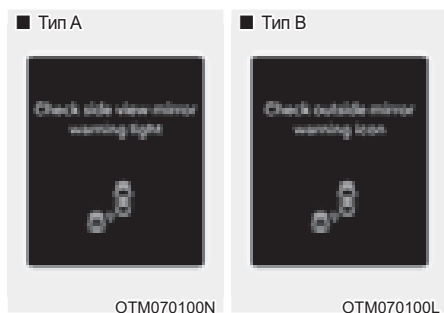 ■ Тип A
Check side view mirror
warning light
OTM070100N
■ Тип B
Check outside mirror
warning icon
OTM070100L